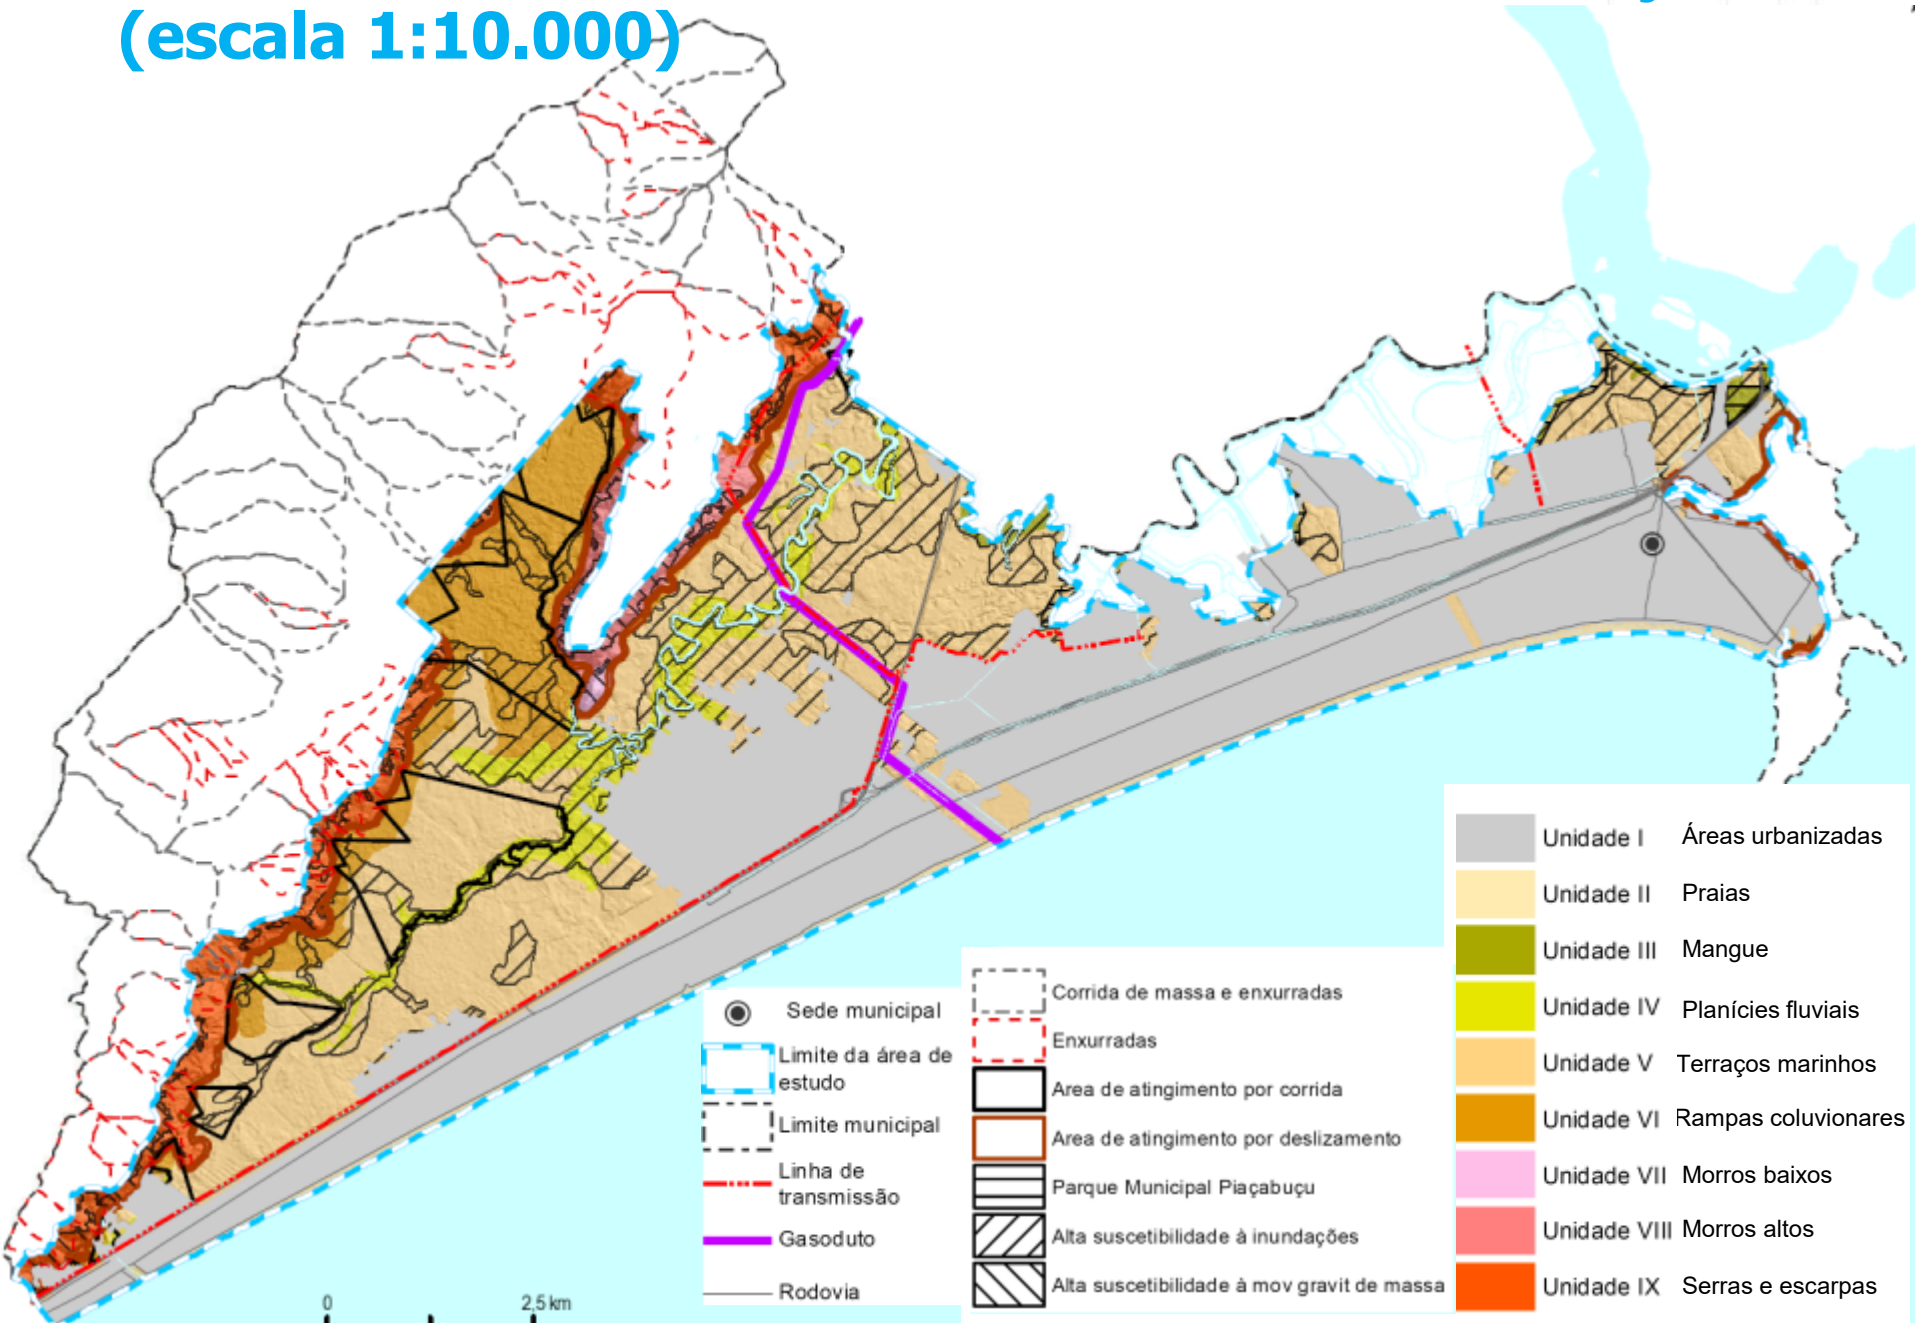 (escala 1:10.000)
Sede municipal
Limite da área de
estudo
Limite municipal
Linha de
transmissão
Gasoduto
Rodovia
Corrida de massa e enxurradas
Enxurradas
Area de atingimento por corrida
Area de atingimento por deslizamento
Parque Municipal Piaçabuçu
Alta suscetibilidade à inundações
Alta suscetibilidade à mov gravit de massa
Unidade I Áreas urbanizadas
Unidade II Praias
Unidade III Mangue
Unidade IV Planícies fluviais
Unidade V Terraços marinhos
Unidade VI Rampas coluvionares
Unidade VII Morros baixos
Unidade VIII Morros altos
Unidade IX Serras e escarpas
0 2,5 km